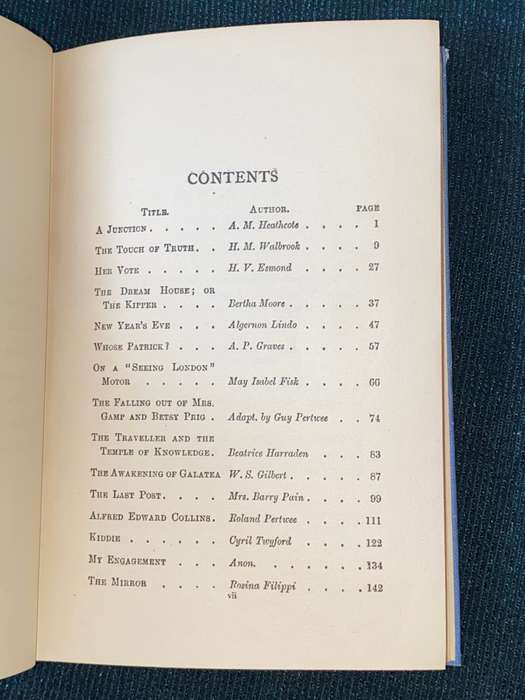 CONTENTS
TITLE. AUTHOR. PAGE
A JUNCTION . . . . . A. M. Heathcote . . . . 1
THE TOUCH OF TRUTH . . H. M. Walbrook . . . . 9
HER VOTE . . . . . H. V. Esmond . . . . 27
THE DREAM HOUSE; OR
THE KIPPER . . . . Bertha Moore . . . . 37
NEW YEAR'S EVE . . . . Algernon Lindo . . . . 47
WHOSE PATRICK? . . . A. P. Graves . . . . . 57
ON A "SEEING LONDON"
MOTOR . . . . . May Isabel Fisk . . . . 66
THE FALLING OUT OF MRS.
GAMP AND BETSY PRIG . Adapt. by Guy Pertwee . . 74
THE TRAVELLER AND THE
TEMPLE OF KNOWLEDGE. Beatrice Harraden . . . 83
THE AWAKENING OF GALATEA W. S. Gilbert . . . . 87
THE LAST POST. . . . Mrs. Barry Pain . . . . 99
ALFRED EDWARD COLLINS. Roland Pertwee . . . . 111
KIDDIE . . . . . Cyril Twyford . . . . 122
MY ENGAGEMENT . . . Anon. . . . . . . 134
THE MIRROR . . . . Rosina Filippi . . . . 142
vii